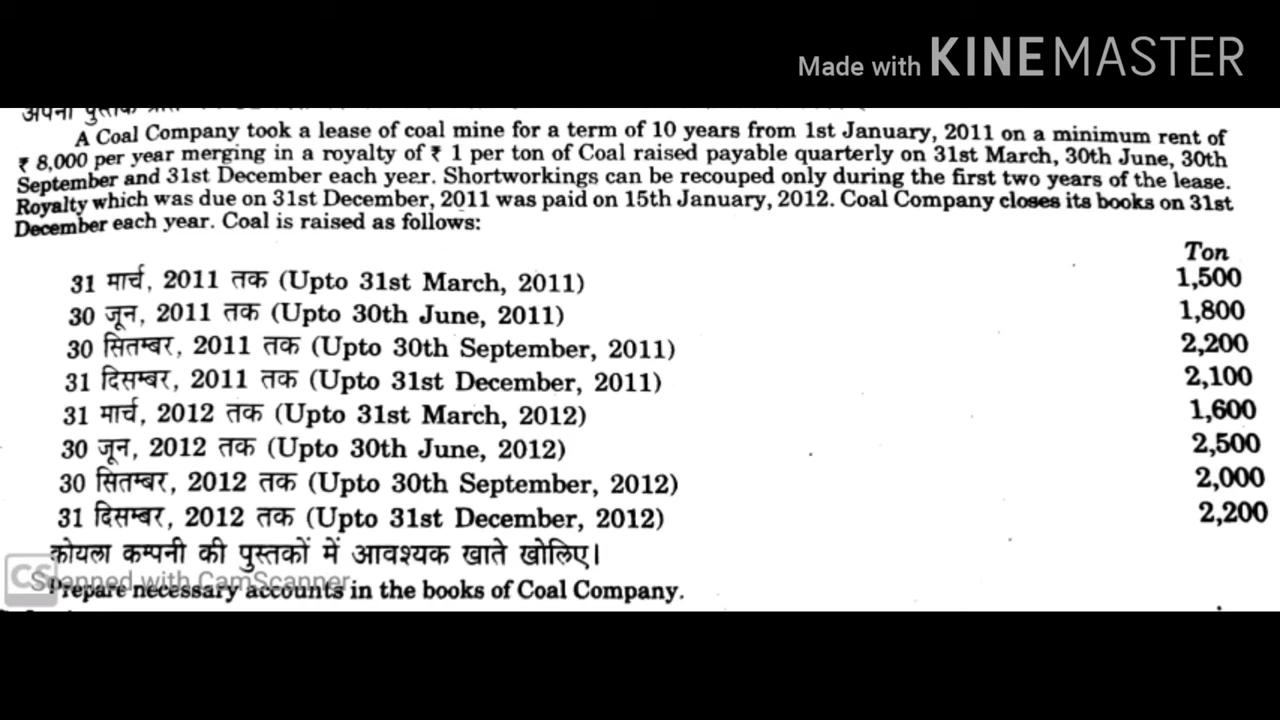 Made with KINEMASTER
A Coal Company took a lease of coal mine for a term of 10 years from 1st January, 2011 on a minimum rent of
₹ 8,000 per year merging in a royalty of ₹ 1 per ton of Coal raised payable quarterly on 31st March, 30th June, 30th
September and 31st December each year. Shortworkings can be recouped only during the first two years of the lease.
Royalty which was due on 31st December, 2011 was paid on 15th January, 2012. Coal Company closes its books on 31st
December each year. Coal is raised as follows:
Ton
31 मार्च, 2011 तक (Upto 31st March, 2011) 1,500
30 जून, 2011 तक (Upto 30th June, 2011) 1,800
30 सितम्बर, 2011 तक (Upto 30th September, 2011) 2,200
31 दिसम्बर, 2011 तक (Upto 31st December, 2011) 2,100
31 मार्च, 2012 तक (Upto 31st March, 2012) 1,600
30 जून, 2012 तक (Upto 30th June, 2012) 2,500
30 सितम्बर, 2012 तक (Upto 30th September, 2012) 2,000
31 दिसम्बर, 2012 तक (Upto 31st December, 2012) 2,200
कोयला कम्पनी की पुस्तकों में आवश्यक खाते खोलिए।
CS Scanned with CamScanner
Prepare necessary accounts in the books of Coal Company.